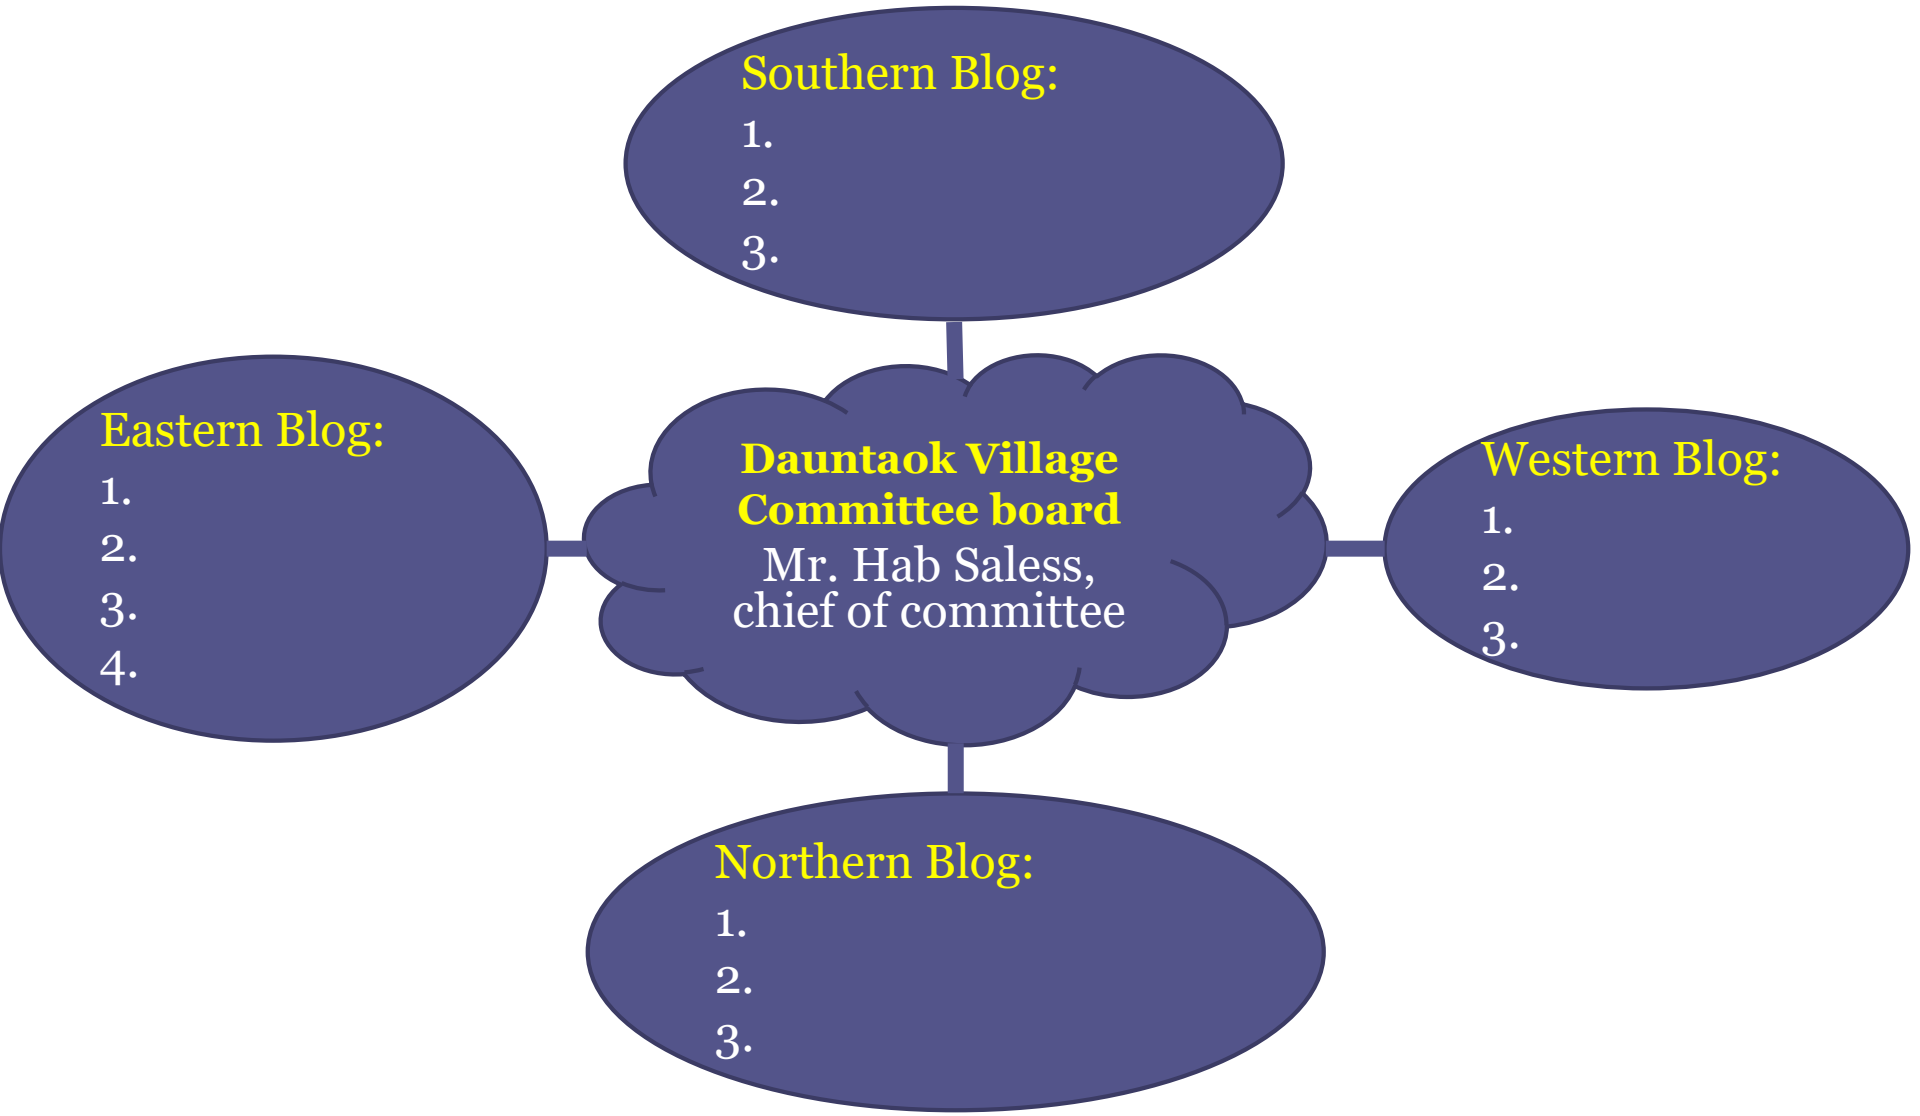 Southern Blog:
1.
2.
3.
Eastern Blog:
1.
2.
3.
4.
Dauntaok Village
Committee board
Mr. Hab Saless,
chief of committee
Western Blog:
1.
2.
3.
Northern Blog:
1.
2.
3.